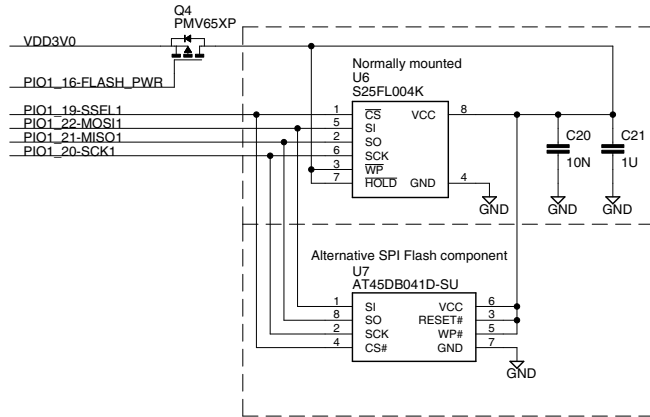 Q4
PMV65XP
VDD3V0
PIO1_16-FLASH_PWR
PIO1_19-SSEL1
PIO1_22-MOSI1
PIO1_21-MISO1
PIO1_20-SCK1
Normally mounted
U6
S25FL004K
1 CS VCC 8
5 SI
2 SO
6 SCK
3 WP
7 HOLD GND 4
GND
C20
10N
GND
C21
1U
GND
Alternative SPI Flash component
U7
AT45DB041D-SU
1 SI VCC 6
8 SO RESET# 3
2 SCK WP# 5
4 CS# GND 7
GND